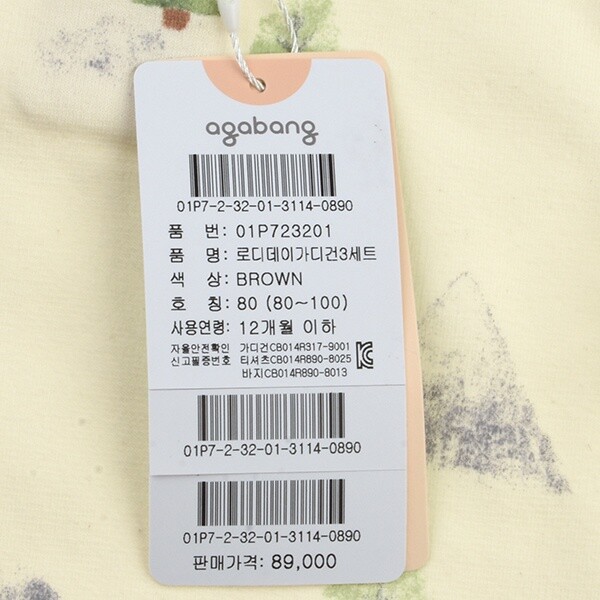 agabang
01P7-2-32-01-3114-0890
품 번: 01P723201
품 명: 로디데이가디건3세트
색 상: BROWN
호 칭: 80 (80~100)
사용연령: 12개월 이하
자율안전확인 가디건CB014R317-9001
신고필증번호 티셔츠CB014R890-8025
바지CB014R890-8013
01P7-2-32-01-3114-0890
01P7-2-32-01-3114-0890
판매가격: 89,000